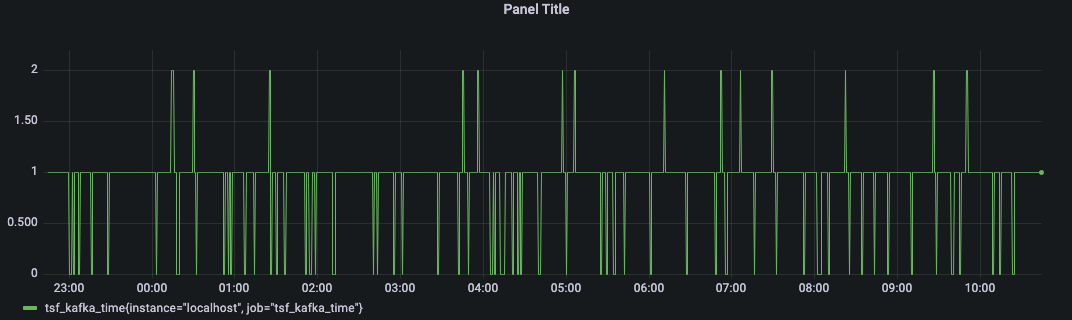 Panel Title
2
1.50
1
0.500
0
23:00 00:00 01:00 02:00 03:00 04:00 05:00 06:00 07:00 08:00 09:00 10:00
tsf_kafka_time{instance="localhost", job="tsf_kafka_time"}